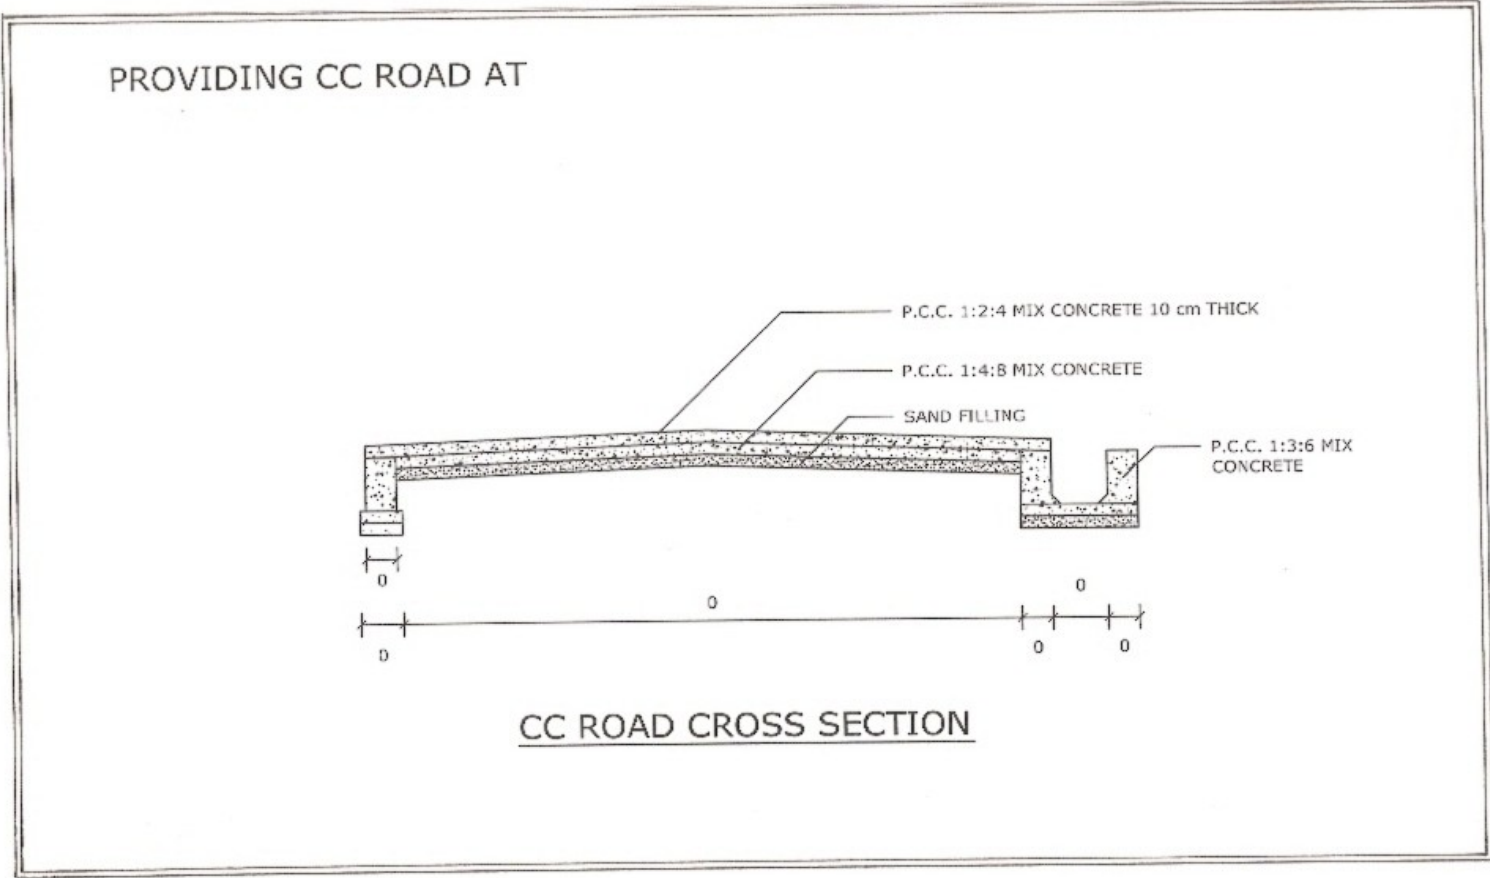 PROVIDING CC ROAD AT
P.C.C. 1:2:4 MIX CONCRETE 10 cm THICK
P.C.C. 1:4:8 MIX CONCRETE
SAND FILLING
P.C.C. 1:3:6 MIX
CONCRETE
0
0
0
0
0
0
CC ROAD CROSS SECTION